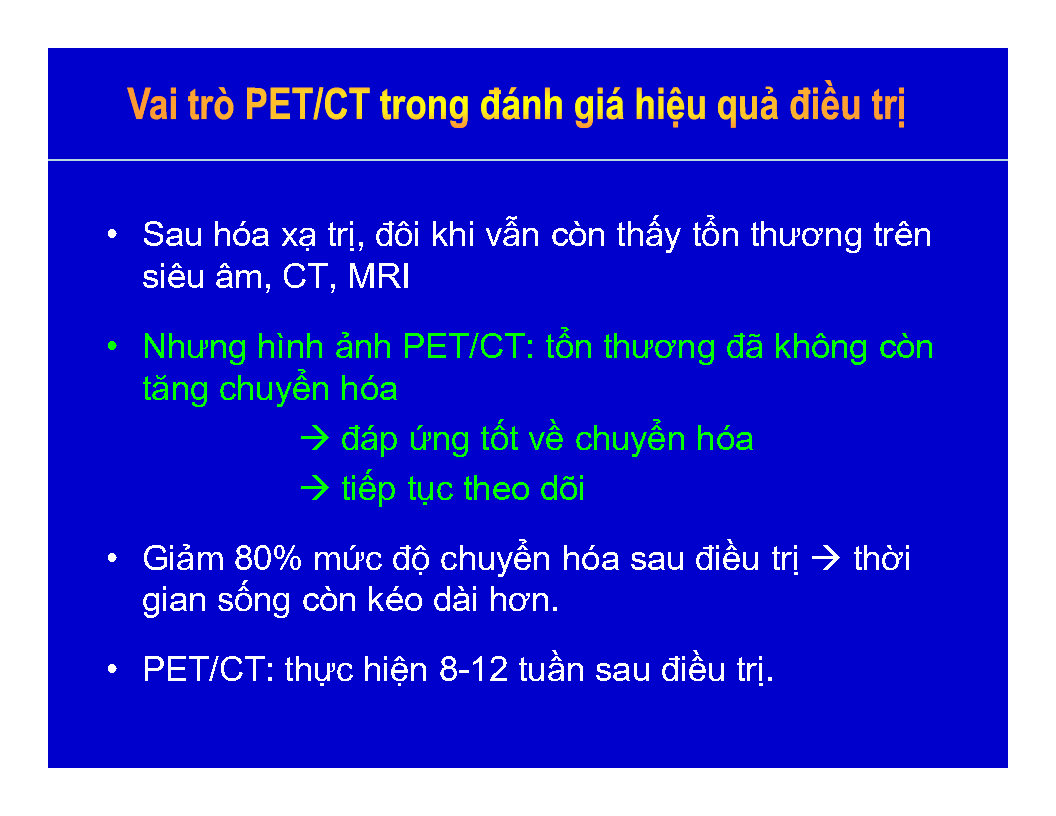 Vai trò PET/CT trong đánh giá hiệu quả điều trị
• Sau hóa xạ trị, đôi khi vẫn còn thấy tổn thương trên
siêu âm, CT, MRI
• Nhưng hình ảnh PET/CT: tổn thương đã không còn
tăng chuyển hóa
→ đáp ứng tốt về chuyển hóa
→ tiếp tục theo dõi
• Giảm 80% mức độ chuyển hóa sau điều trị → thời
gian sống còn kéo dài hơn.
• PET/CT: thực hiện 8-12 tuần sau điều trị.